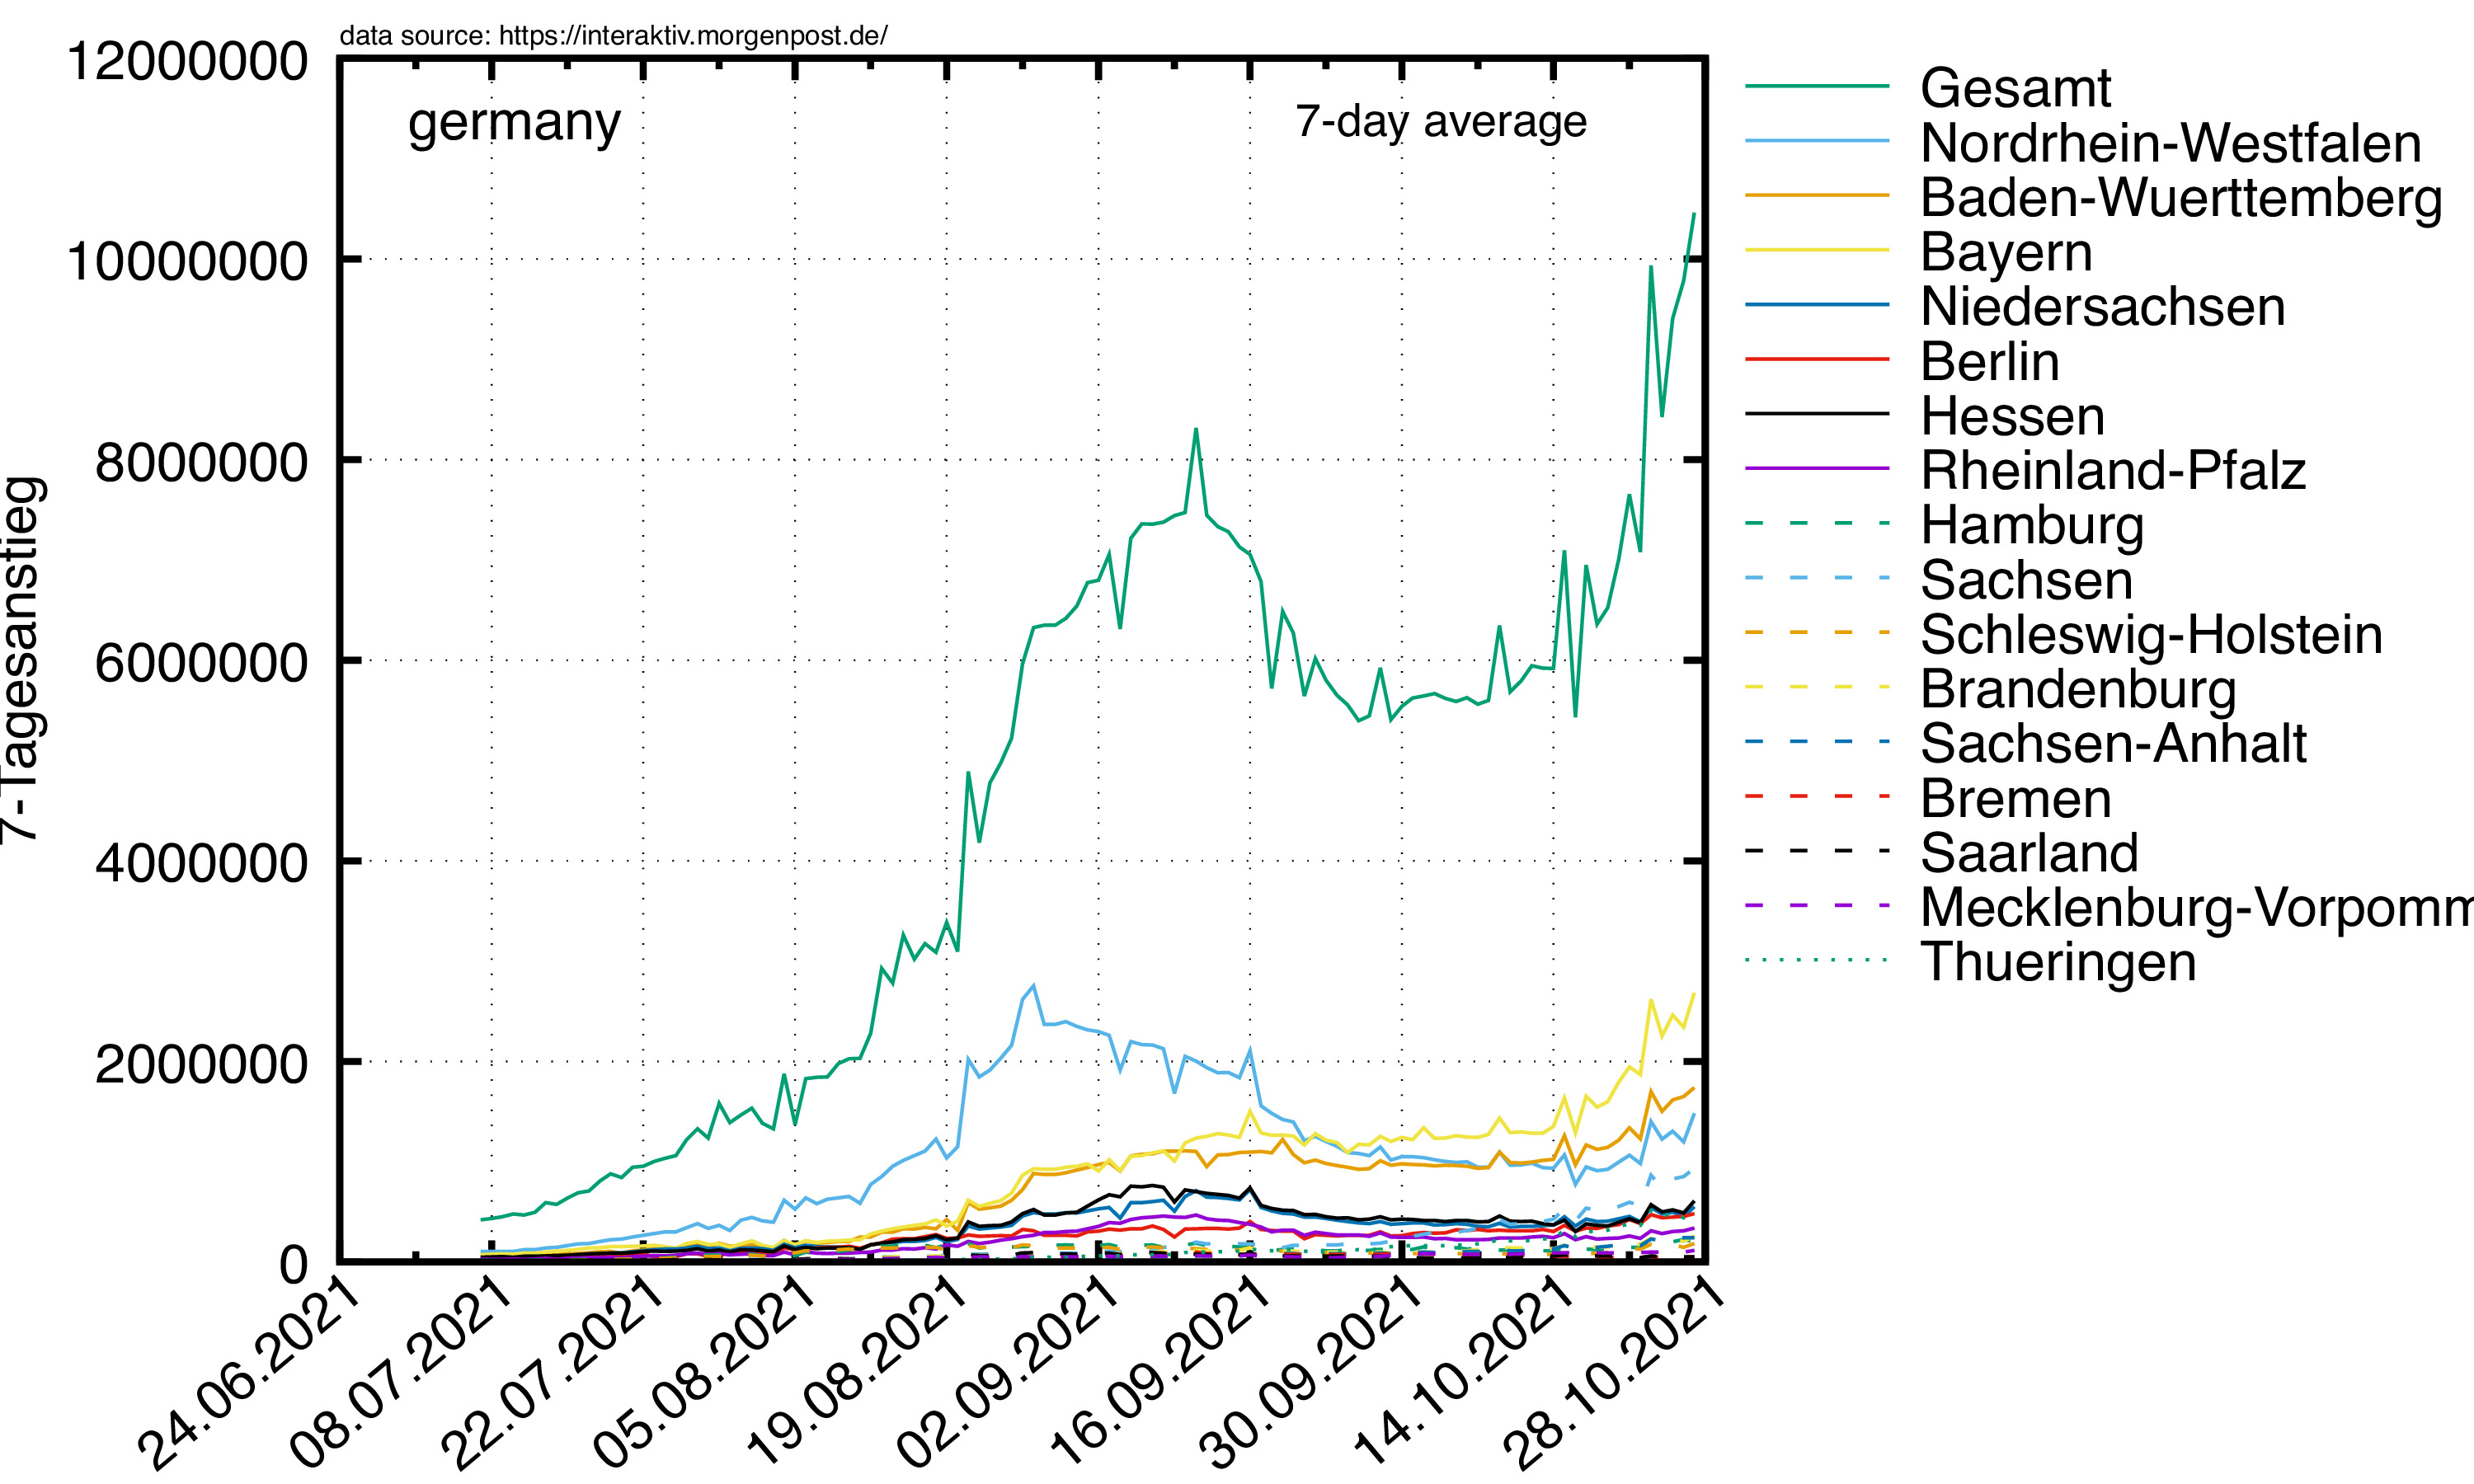 data source: https://interaktiv.morgenpost.de/
germany
7-day average
7-Tagesanstieg
12000000
10000000
8000000
6000000
4000000
2000000
0
24.06.2021
08.07.2021
22.07.2021
05.08.2021
19.08.2021
02.09.2021
16.09.2021
30.09.2021
14.10.2021
28.10.2021
Gesamt
Nordrhein-Westfalen
Baden-Wuerttemberg
Bayern
Niedersachsen
Berlin
Hessen
Rheinland-Pfalz
Hamburg
Sachsen
Schleswig-Holstein
Brandenburg
Sachsen-Anhalt
Bremen
Saarland
Mecklenburg-Vorpomm
Thueringen